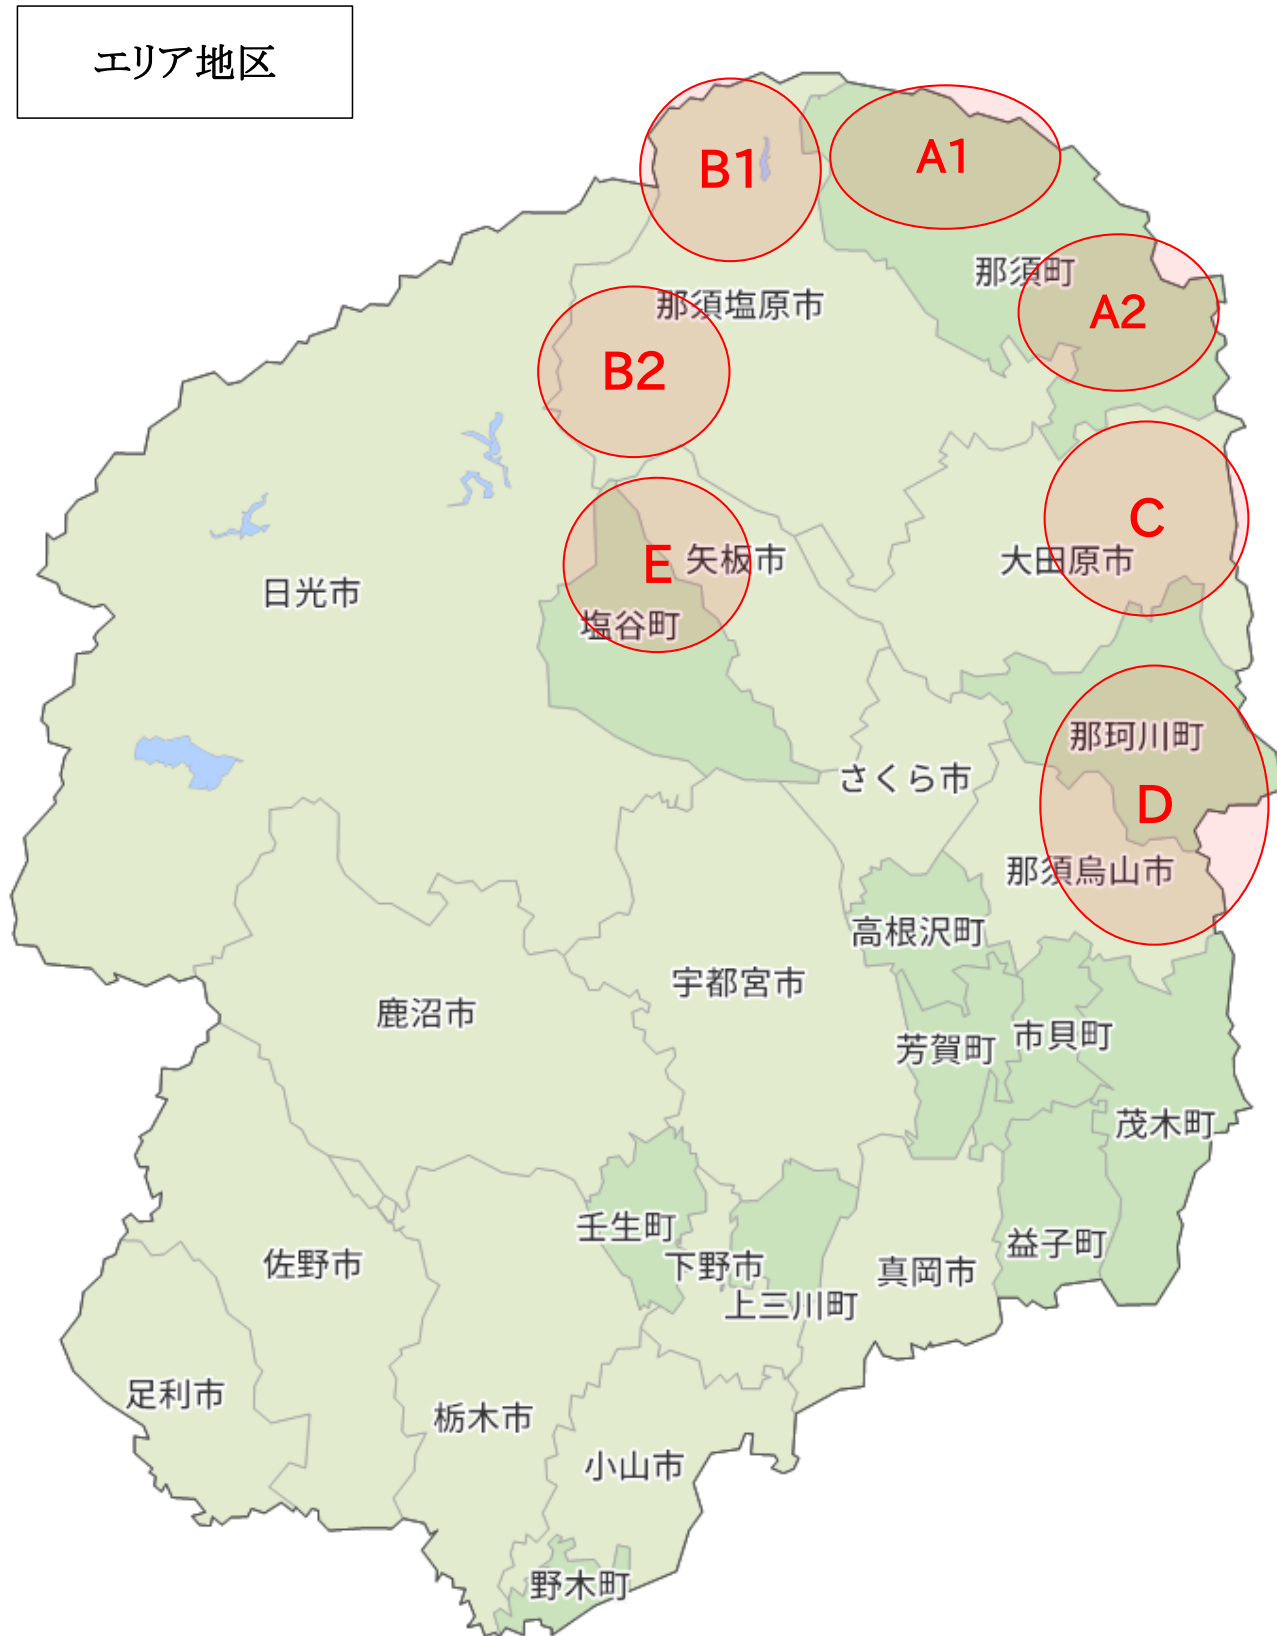 エリア地区
B1
A1
那須町
那須塩原市
A2
B2
C
大田原市
E
矢板市
日光市
塩谷町
那珂川町
さくら市
D
那須烏山市
高根沢町
宇都宮市
鹿沼市
芳賀町
市貝町
茂木町
壬生町
下野市
佐野市
真岡市
益子町
上三川町
足利市
栃木市
小山市
野木町